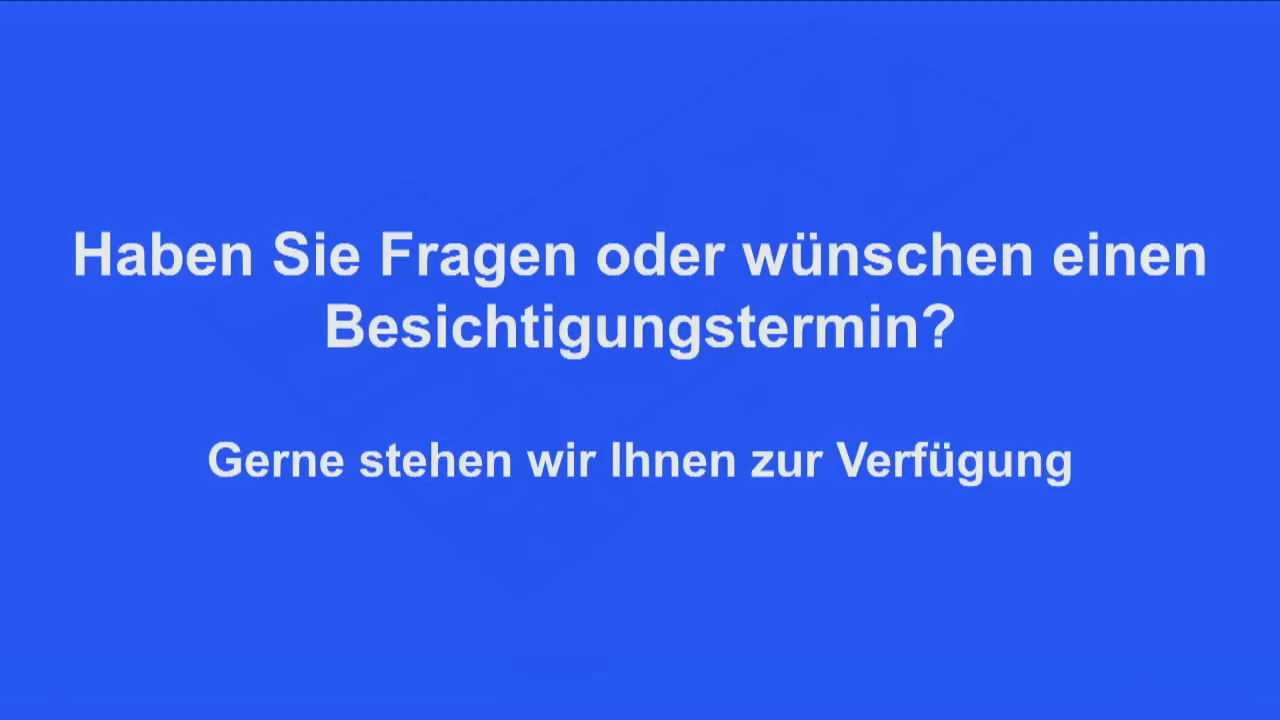 Haben Sie Fragen oder wünschen einen
Besichtigungstermin?
Gerne stehen wir Ihnen zur Verfügung